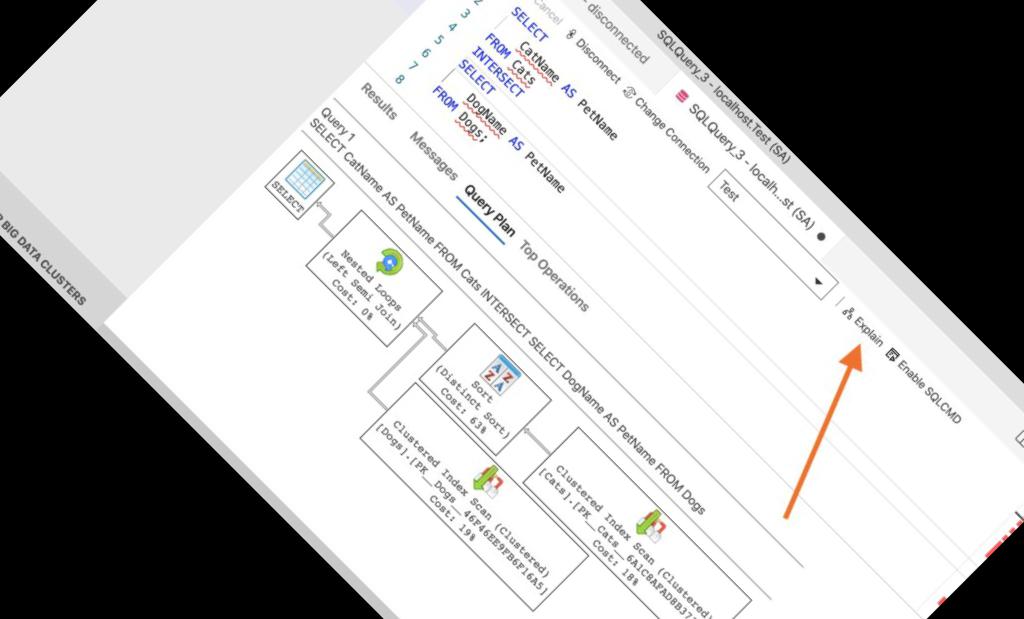 disconnected
SQLQuery_3 - localhost.Test (SA)
SQLQuery_3 - localh...st (SA)
Cancel
Disconnect
Change Connection
Test
Explain
Enable SQLCMD
2 SELECT
3 CatName AS PetName
4 FROM Cats
5 INTERSECT
6 SELECT
7 DogName AS PetName
8 FROM Dogs;
Results
Messages
Query Plan
Top Operations
Query 1
SELECT CatName AS PetName FROM Cats INTERSECT SELECT DogName AS PetName FROM Dogs
SELECT
Nested Loops
(Left Semi Join)
Cost: 0%
Sort
(Distinct Sort)
Cost: 63%
Clustered Index Scan (Clustered)
[Cats].[PK__Cats__6A1C8AFAD8B37
Cost: 18%
Clustered Index Scan (Clustered)
[Dogs].[PK__Dogs__46F46EE9FB6F16A5]
Cost: 19%
BIG DATA CLUSTERS